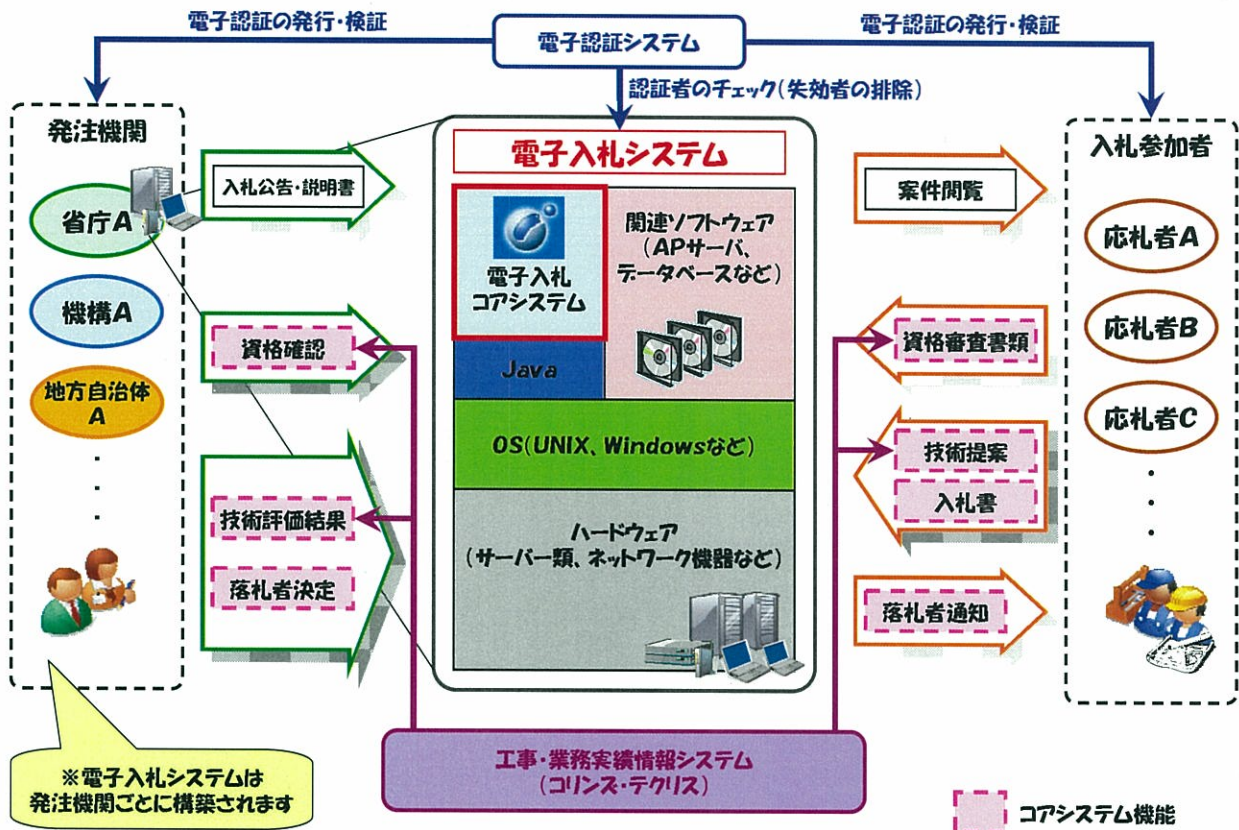 電子認証の発行・検証
電子認証システム
電子認証の発行・検証
認証者のチェック(失効者の排除)
発注機関
省庁A
機構A
地方自治体
A
・
・
・
入札公告・説明書
資格確認
技術評価結果
落札者決定
電子入札システム
電子入札
コアシステム
関連ソフトウェア
(APサーバ、
データベースなど)
Java
OS(UNIX、Windowsなど)
ハードウェア
(サーバー類、ネットワーク機器など)
案件閲覧
資格審査書類
技術提案
入札書
落札者通知
入札参加者
応札者A
応札者B
応札者C
・
・
・
※電子入札システムは
発注機関ごとに構築されます
工事・業務実績情報システム
(コリンズ・テクリス)
コアシステム機能